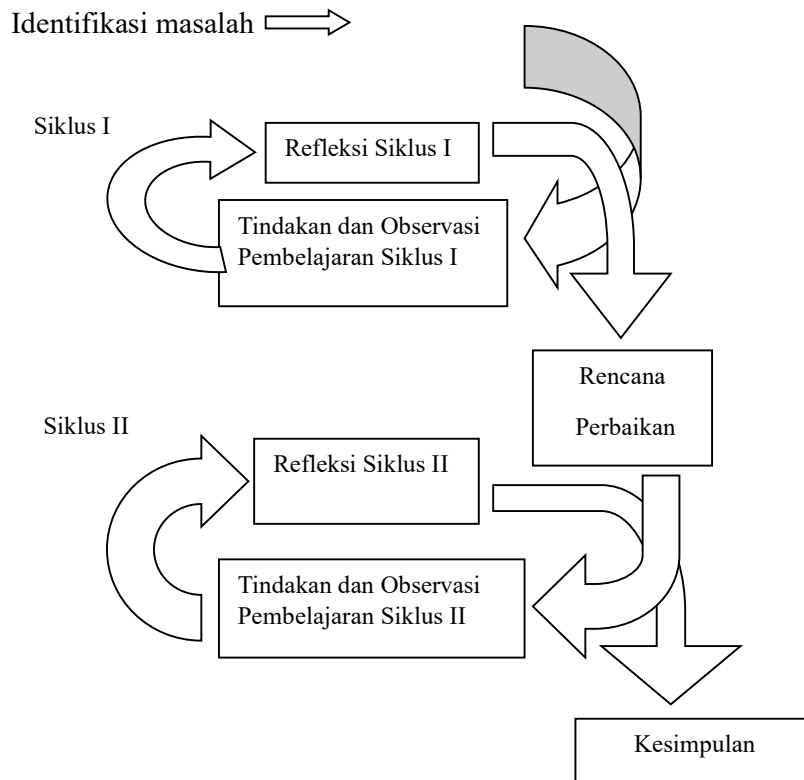 Identifikasi masalah
Siklus I
Refleksi Siklus I
Tindakan dan Observasi
Pembelajaran Siklus I
Rencana
Perbaikan
Siklus II
Refleksi Siklus II
Tindakan dan Observasi
Pembelajaran Siklus II
Kesimpulan